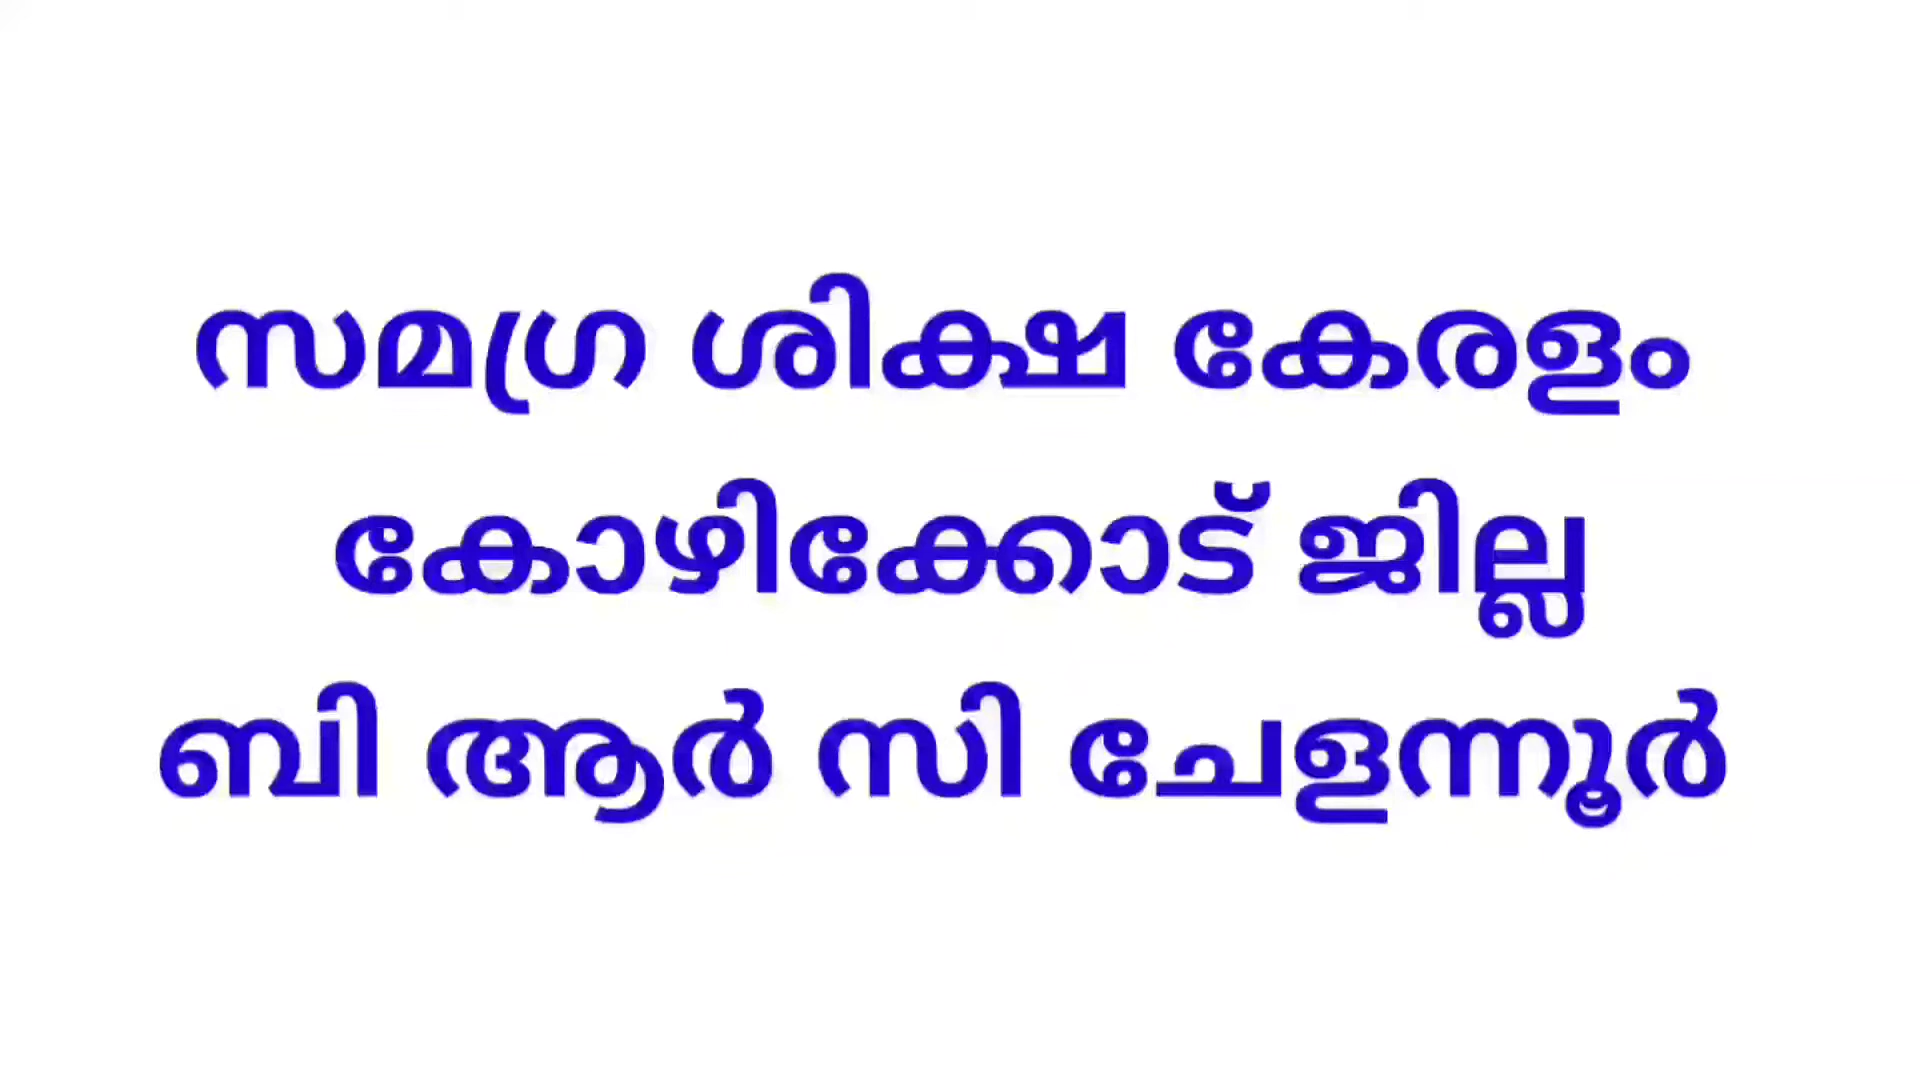 സമഗ്ര ശിക്ഷ കേരളം
കോഴിക്കോട് ജില്ല
ബി ആർ സി ചേളന്നൂർ